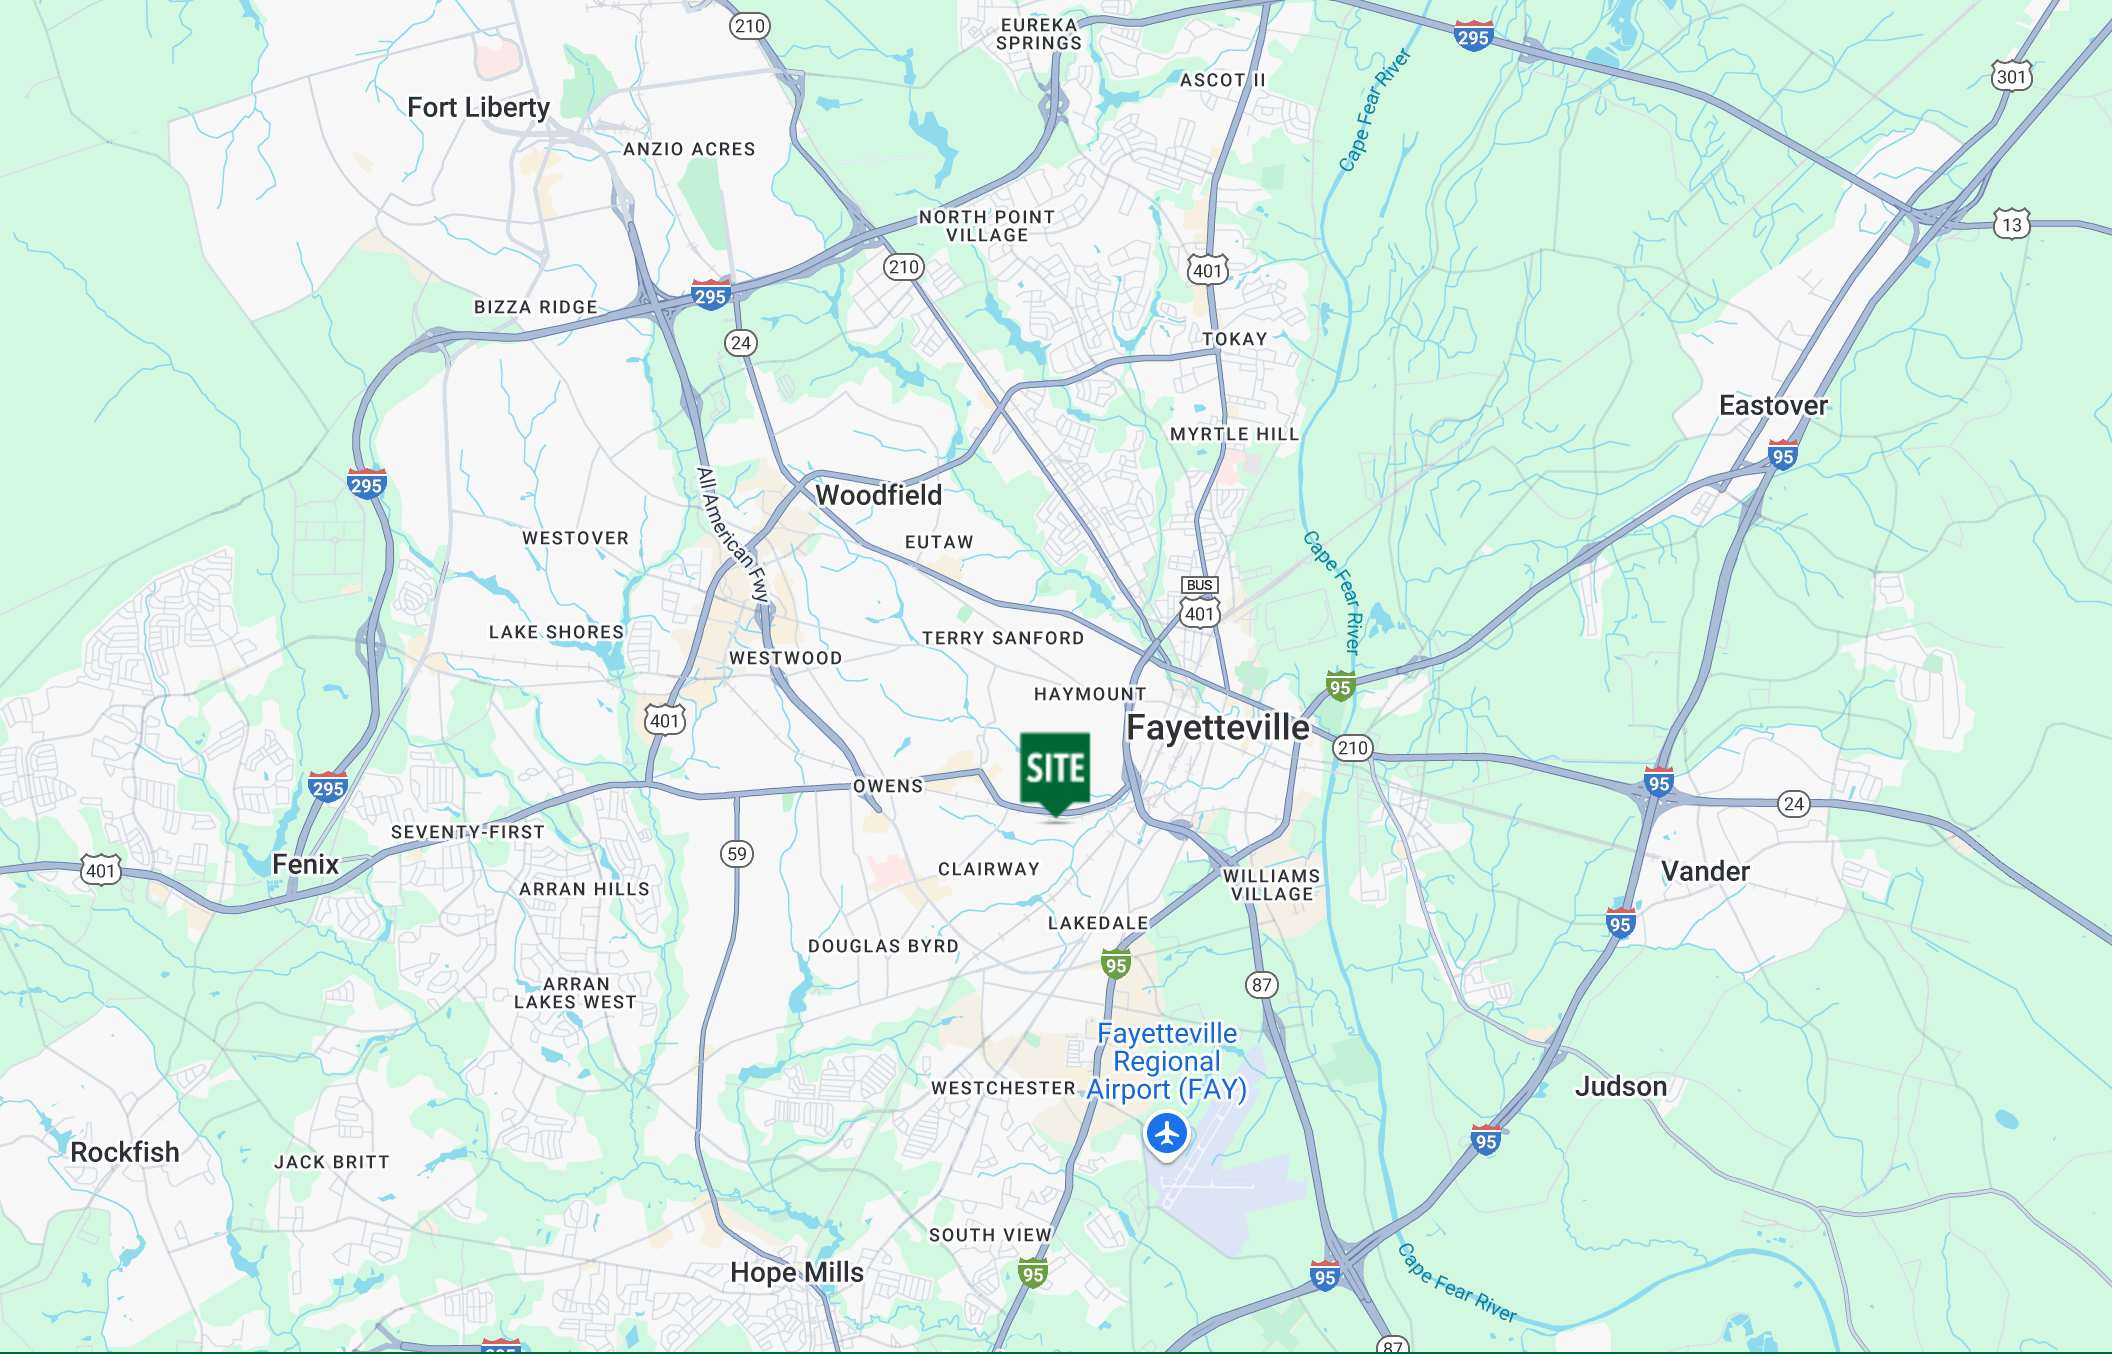 210
EUREKA
SPRINGS
295
301
ASCOT II
Cape Fear River
Fort Liberty
ANZIO ACRES
NORTH POINT
VILLAGE
13
210
401
295
BIZZA RIDGE
24
TOKAY
Eastover
MYRTLE HILL
95
295
All American Fwy
Woodfield
WESTOVER
EUTAW
Cape Fear River
BUS
401
LAKE SHORES
TERRY SANFORD
WESTWOOD
95
HAYMOUNT
401
Fayetteville
210
SITE
295
OWENS
95
24
SEVENTY-FIRST
59
Fenix
401
CLAIRWAY
Vander
ARRAN HILLS
WILLIAMS
VILLAGE
LAKEDALE
95
DOUGLAS BYRD
95
ARRAN
LAKES WEST
87
Fayetteville
Regional
Airport (FAY)
WESTCHESTER
Judson
95
Rockfish
JACK BRITT
SOUTH VIEW
Hope Mills
95
95
Cape Fear River
87
295